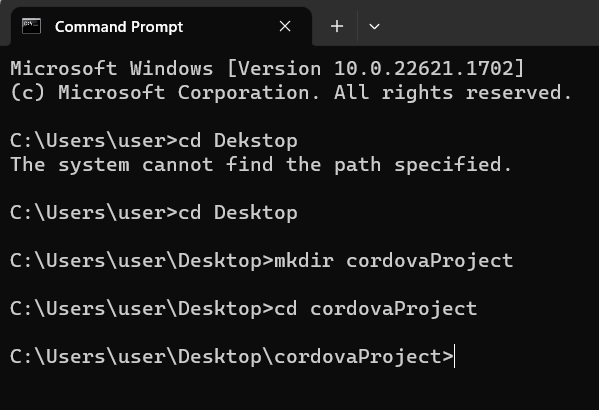 Command Prompt
Microsoft Windows [Version 10.0.22621.1702]
(c) Microsoft Corporation. All rights reserved.
C:\Users\user>cd Dekstop
The system cannot find the path specified.
C:\Users\user>cd Desktop
C:\Users\user\Desktop>mkdir cordovaProject
C:\Users\user\Desktop>cd cordovaProject
C:\Users\user\Desktop\cordovaProject>